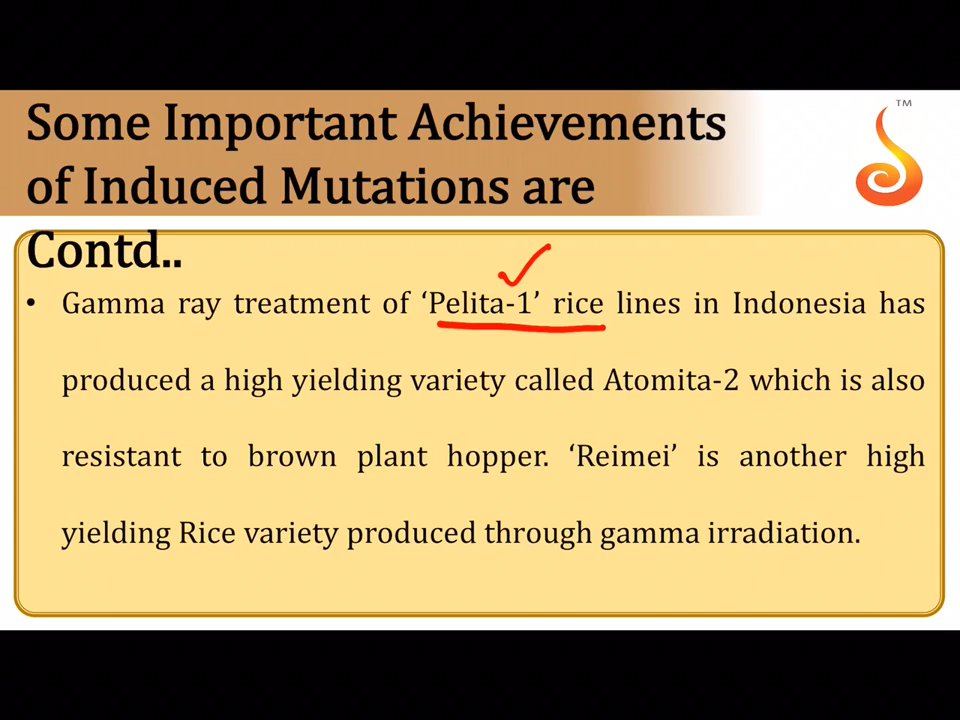 Some Important Achievements
TM
of Induced Mutations are
Contd..
• Gamma ray treatment of ‘Pelita-1’ rice lines in Indonesia has
produced a high yielding variety called Atomita-2 which is also
resistant to brown plant hopper. ‘Reimei’ is another high
yielding Rice variety produced through gamma irradiation.